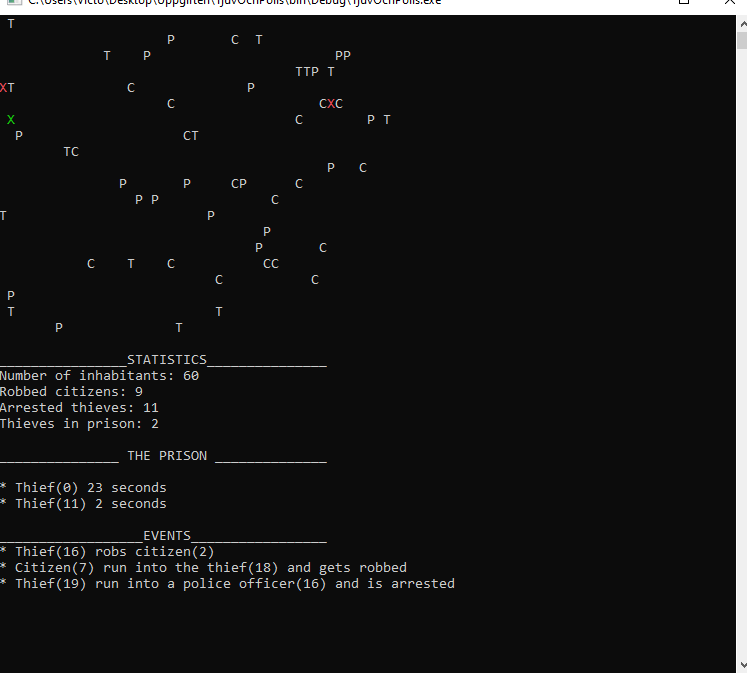 C:\Users\Victo\Desktop\Uppgifter\TjuvOchPolis\bin\Debug\TjuvOchPolis.exe
T
P C T
T P PP
TTP T
XT C P
C CXC
X C P T
P CT
TC
P C
P P CP C
P P C
T P
P
P C
C T C CC
C C
P
T T
P T
________________STATISTICS_______________
Number of inhabitants: 60
Robbed citizens: 9
Arrested thieves: 11
Thieves in prison: 2
_______________ THE PRISON ______________
* Thief(0) 23 seconds
* Thief(11) 2 seconds
__________________EVENTS_________________
* Thief(16) robs citizen(2)
* Citizen(7) run into the thief(18) and gets robbed
* Thief(19) run into a police officer(16) and is arrested